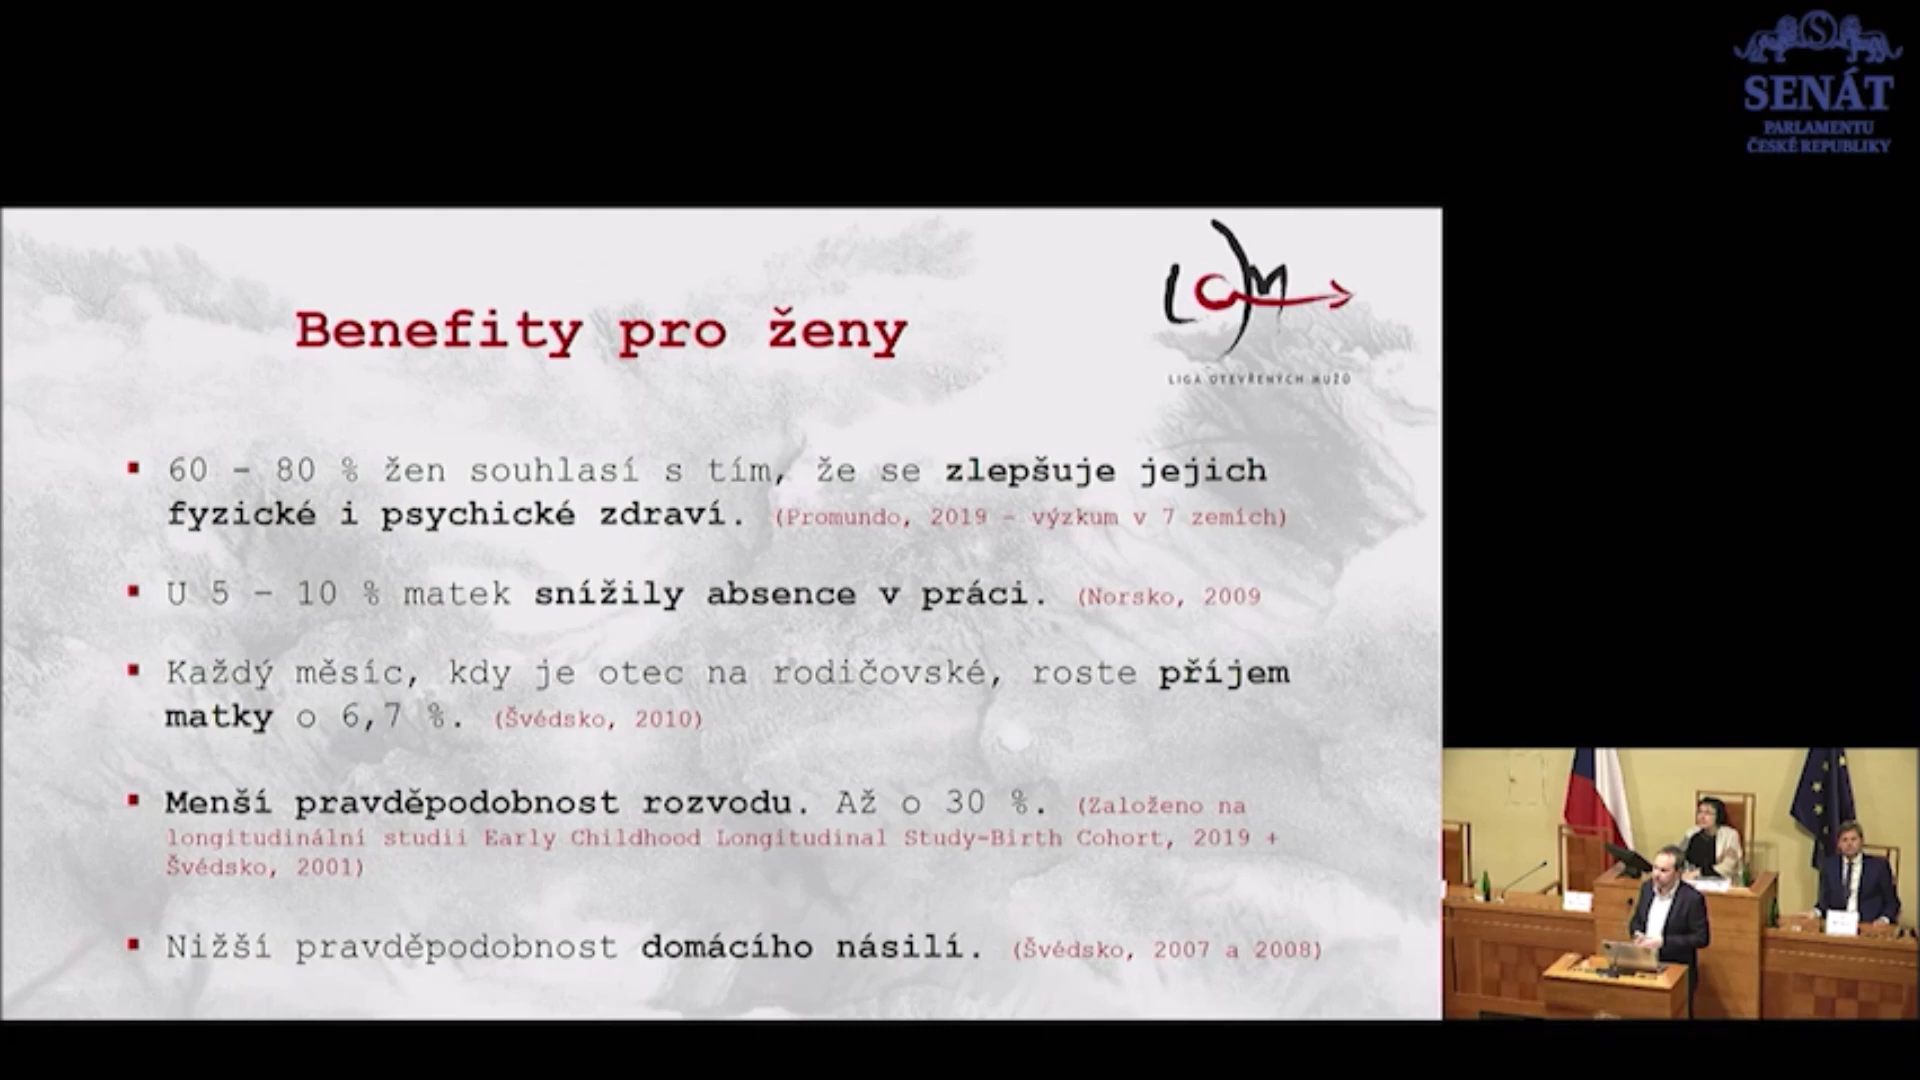 SENÁT
PARLAMENTU
ČESKÉ REPUBLIKY
LIGA OTEVŘENÝCH MUŽŮ
Benefity pro ženy
▪ 60 – 80 % žen souhlasí s tím, že se zlepšuje jejich
fyzické i psychické zdraví. (Promundo, 2019 – výzkum v 7 zemích)
▪ U 5 – 10 % matek snížily absence v práci. (Norsko, 2009
▪ Každý měsíc, kdy je otec na rodičovské, roste příjem
matky o 6,7 %. (Švédsko, 2010)
▪ Menší pravděpodobnost rozvodu. Až o 30 %. (Založeno na
longitudinální studii Early Childhood Longitudinal Study-Birth Cohort, 2019 +
Švédsko, 2001)
▪ Nižší pravděpodobnost domácího násilí. (Švédsko, 2007 a 2008)